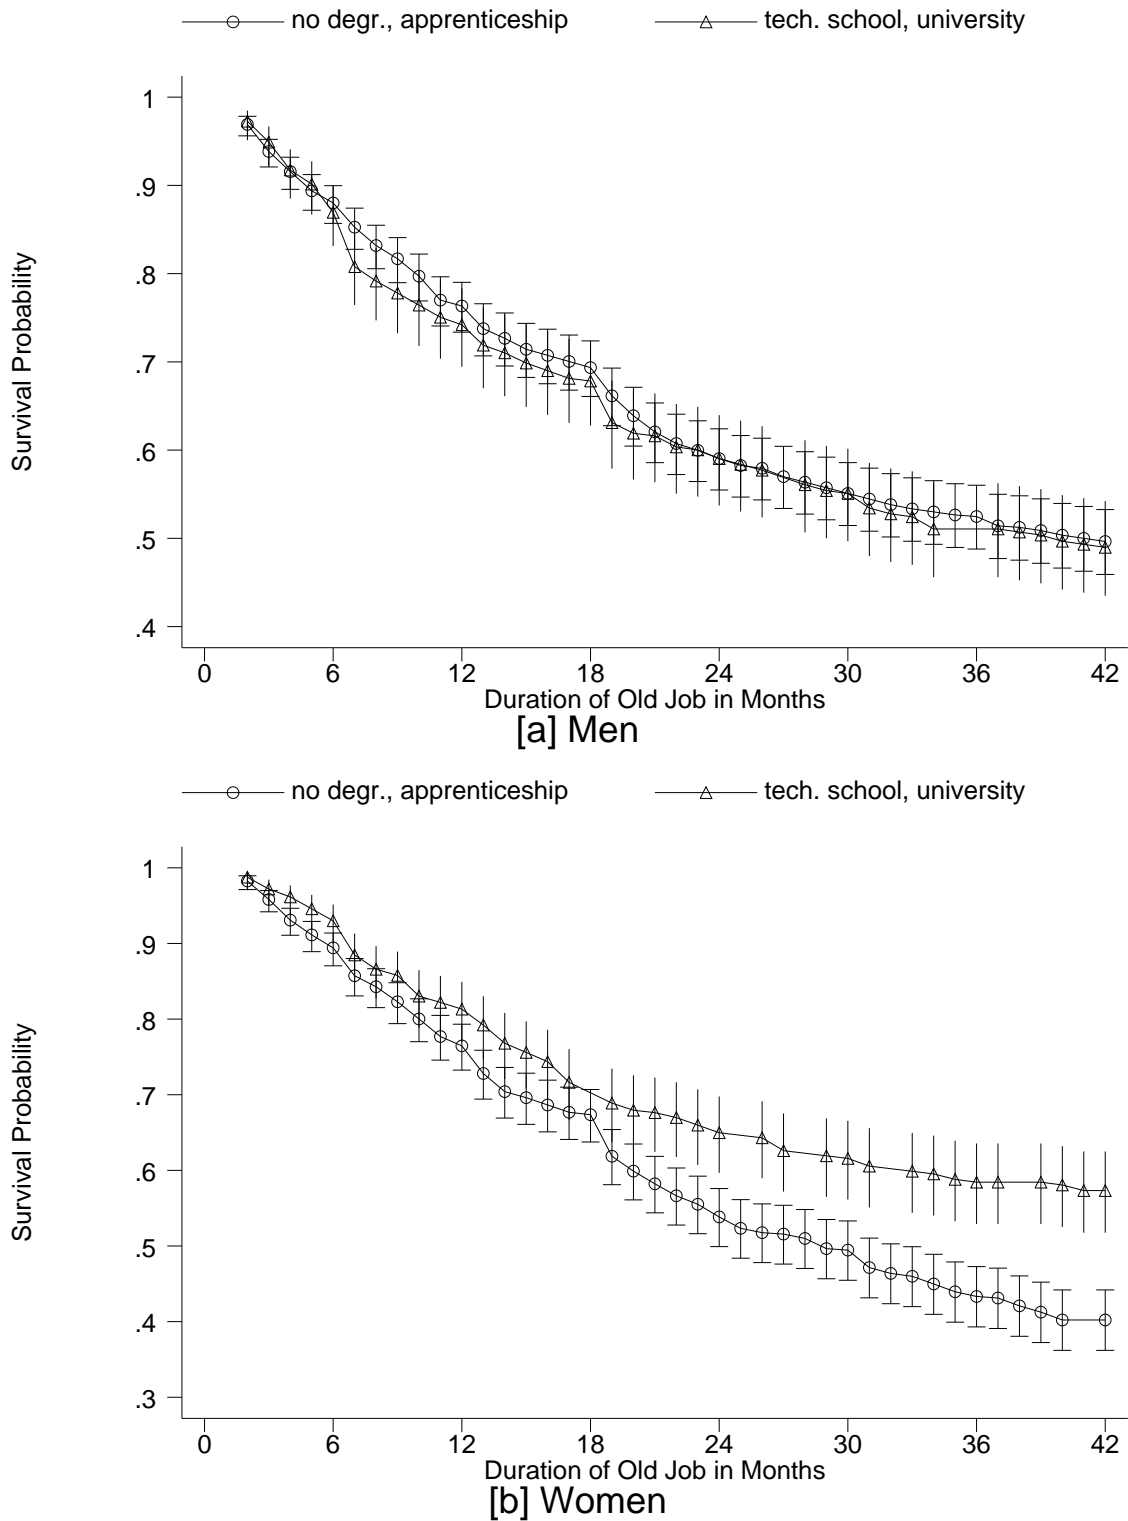 no degr., apprenticeship tech. school, university
Survival Probability
1
.9
.8
.7
.6
.5
.4
0 6 12 18 24 30 36 42
Duration of Old Job in Months
[a] Men
no degr., apprenticeship tech. school, university
Survival Probability
1
.9
.8
.7
.6
.5
.4
.3
0 6 12 18 24 30 36 42
Duration of Old Job in Months
[b] Women